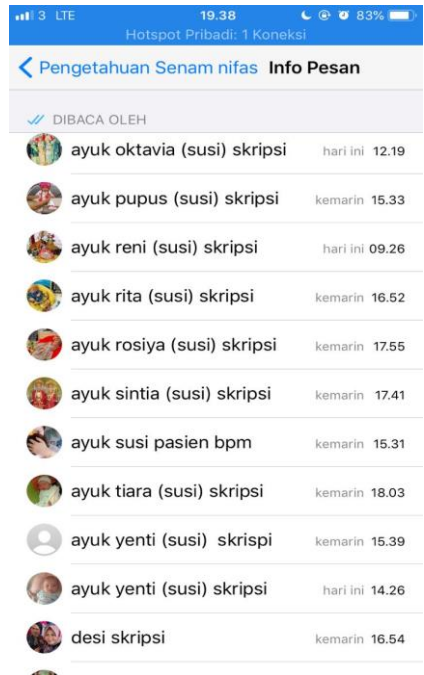 3 LTE 19.38 83%
Hotspot Pribadi: 1 Koneksi
Pengetahuan Senam nifas Info Pesan
DIBACA OLEH
ayuk oktavia (susi) skripsi hari ini 12.19
ayuk pupus (susi) skripsi kemarin 15.33
ayuk reni (susi) skripsi hari ini 09.26
ayuk rita (susi) skripsi kemarin 16.52
ayuk rosiya (susi) skripsi kemarin 17.55
ayuk sintia (susi) skripsi kemarin 17.41
ayuk susi pasien bpm kemarin 15.31
ayuk tiara (susi) skripsi kemarin 18.03
ayuk yenti (susi) skrispi kemarin 15.39
ayuk yenti (susi) skripsi hari ini 14.26
desi skripsi kemarin 16.54